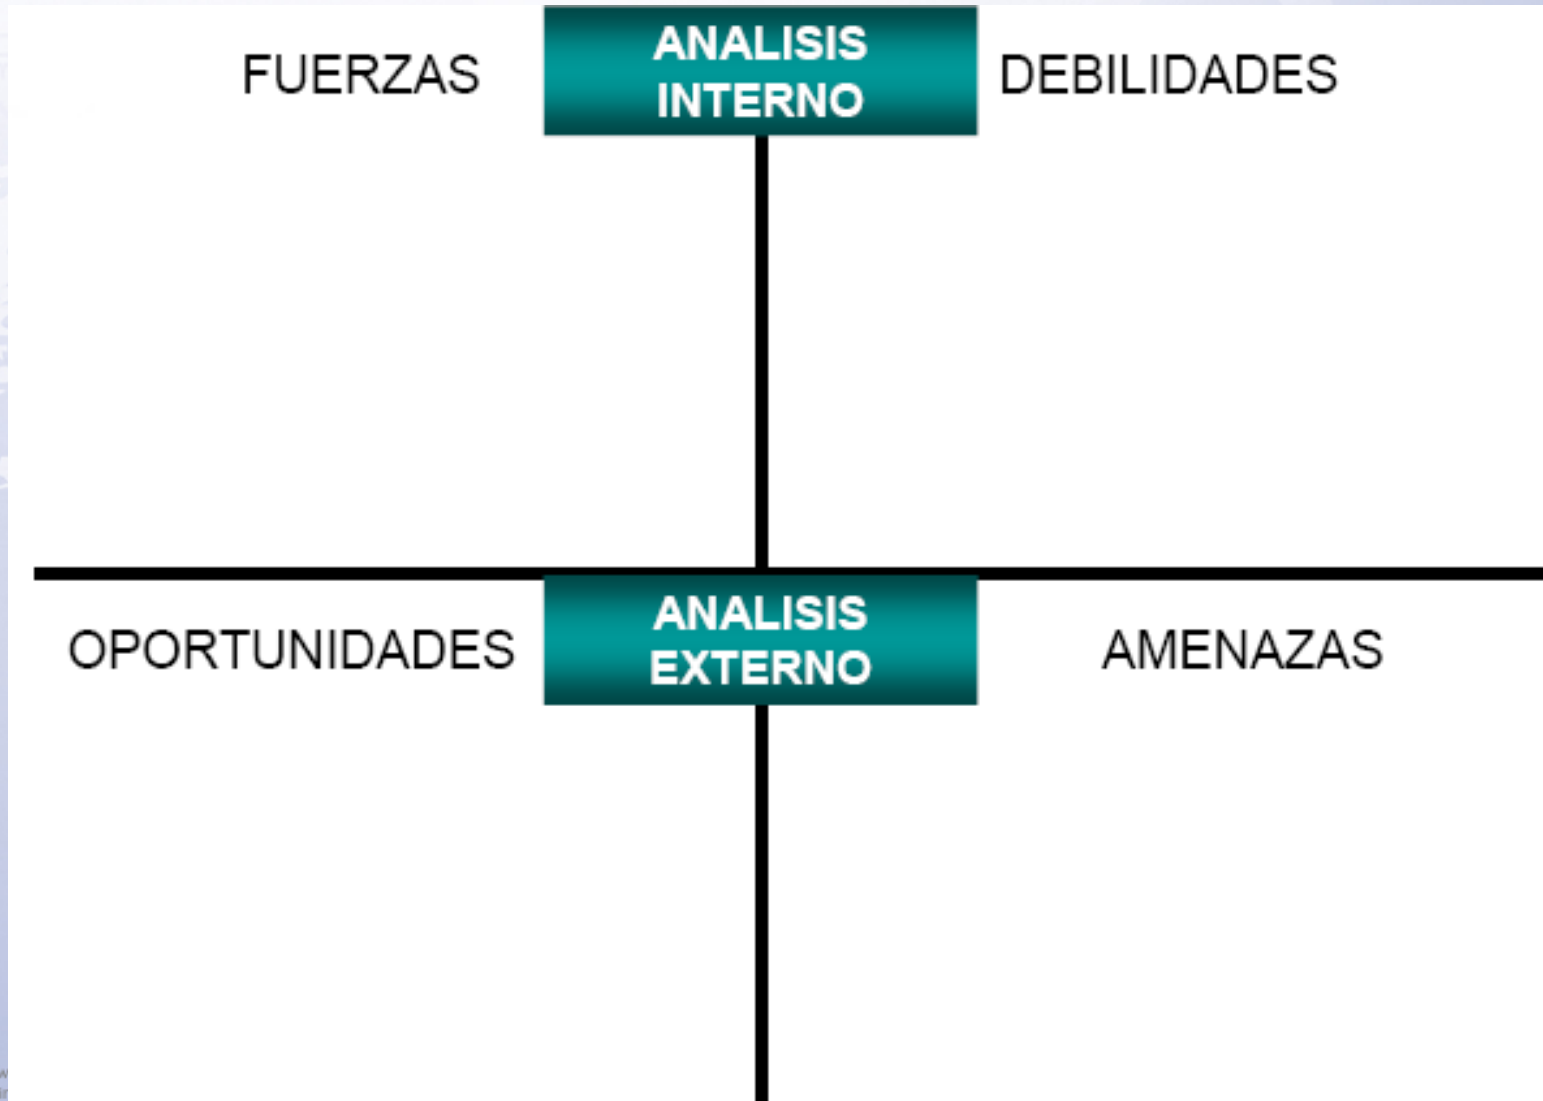 FUERZAS
ANALISIS
INTERNO
DEBILIDADES
OPORTUNIDADES
ANALISIS
EXTERNO
AMENAZAS